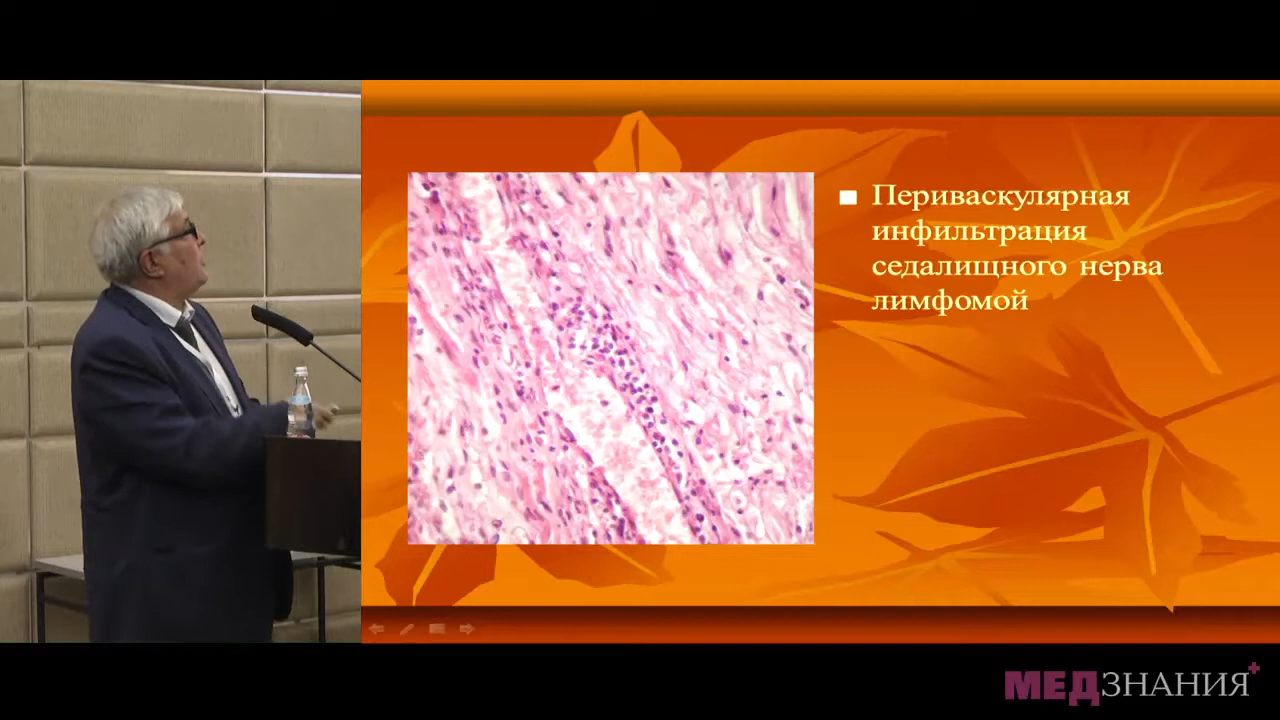 Периваскулярная
инфильтрация
седалищного нерва
лимфомой
МЕДЗНАНИЯ+